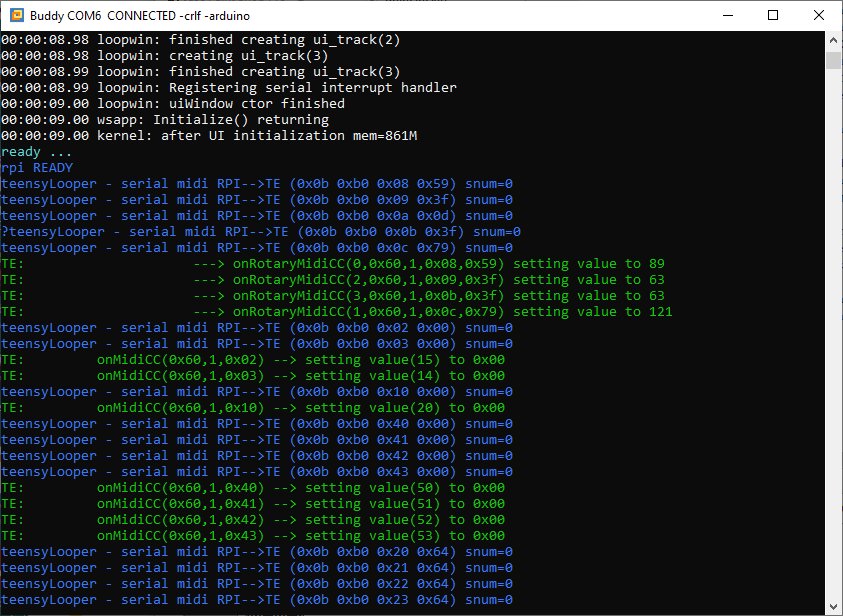 Buddy COM6 CONNECTED -crlf -arduino
00:00:08.98 loopwin: finished creating ui_track(2)
00:00:08.98 loopwin: creating ui_track(3)
00:00:08.99 loopwin: finished creating ui_track(3)
00:00:08.99 loopwin: Registering serial interrupt handler
00:00:09.00 loopwin: uiWindow ctor finished
00:00:09.00 wsapp: Initialize() returning
00:00:09.00 kernel: after UI initialization mem=861M
ready ...
rpi READY
teensyLooper - serial midi RPI-->TE (0x0b 0xb0 0x08 0x59) snum=0
teensyLooper - serial midi RPI-->TE (0x0b 0xb0 0x09 0x3f) snum=0
teensyLooper - serial midi RPI-->TE (0x0b 0xb0 0x0a 0x0d) snum=0
?teensyLooper - serial midi RPI-->TE (0x0b 0xb0 0x0b 0x3f) snum=0
teensyLooper - serial midi RPI-->TE (0x0b 0xb0 0x0c 0x79) snum=0
TE: ---> onRotaryMidiCC(0,0x60,1,0x08,0x59) setting value to 89
TE: ---> onRotaryMidiCC(2,0x60,1,0x09,0x3f) setting value to 63
TE: ---> onRotaryMidiCC(3,0x60,1,0x0b,0x3f) setting value to 63
TE: ---> onRotaryMidiCC(1,0x60,1,0x0c,0x79) setting value to 121
teensyLooper - serial midi RPI-->TE (0x0b 0xb0 0x02 0x00) snum=0
teensyLooper - serial midi RPI-->TE (0x0b 0xb0 0x03 0x00) snum=0
TE: onMidiCC(0x60,1,0x02) --> setting value(15) to 0x00
TE: onMidiCC(0x60,1,0x03) --> setting value(14) to 0x00
teensyLooper - serial midi RPI-->TE (0x0b 0xb0 0x10 0x00) snum=0
TE: onMidiCC(0x60,1,0x10) --> setting value(20) to 0x00
teensyLooper - serial midi RPI-->TE (0x0b 0xb0 0x40 0x00) snum=0
teensyLooper - serial midi RPI-->TE (0x0b 0xb0 0x41 0x00) snum=0
teensyLooper - serial midi RPI-->TE (0x0b 0xb0 0x42 0x00) snum=0
teensyLooper - serial midi RPI-->TE (0x0b 0xb0 0x43 0x00) snum=0
TE: onMidiCC(0x60,1,0x40) --> setting value(50) to 0x00
TE: onMidiCC(0x60,1,0x41) --> setting value(51) to 0x00
TE: onMidiCC(0x60,1,0x42) --> setting value(52) to 0x00
TE: onMidiCC(0x60,1,0x43) --> setting value(53) to 0x00
teensyLooper - serial midi RPI-->TE (0x0b 0xb0 0x20 0x64) snum=0
teensyLooper - serial midi RPI-->TE (0x0b 0xb0 0x21 0x64) snum=0
teensyLooper - serial midi RPI-->TE (0x0b 0xb0 0x22 0x64) snum=0
teensyLooper - serial midi RPI-->TE (0x0b 0xb0 0x23 0x64) snum=0